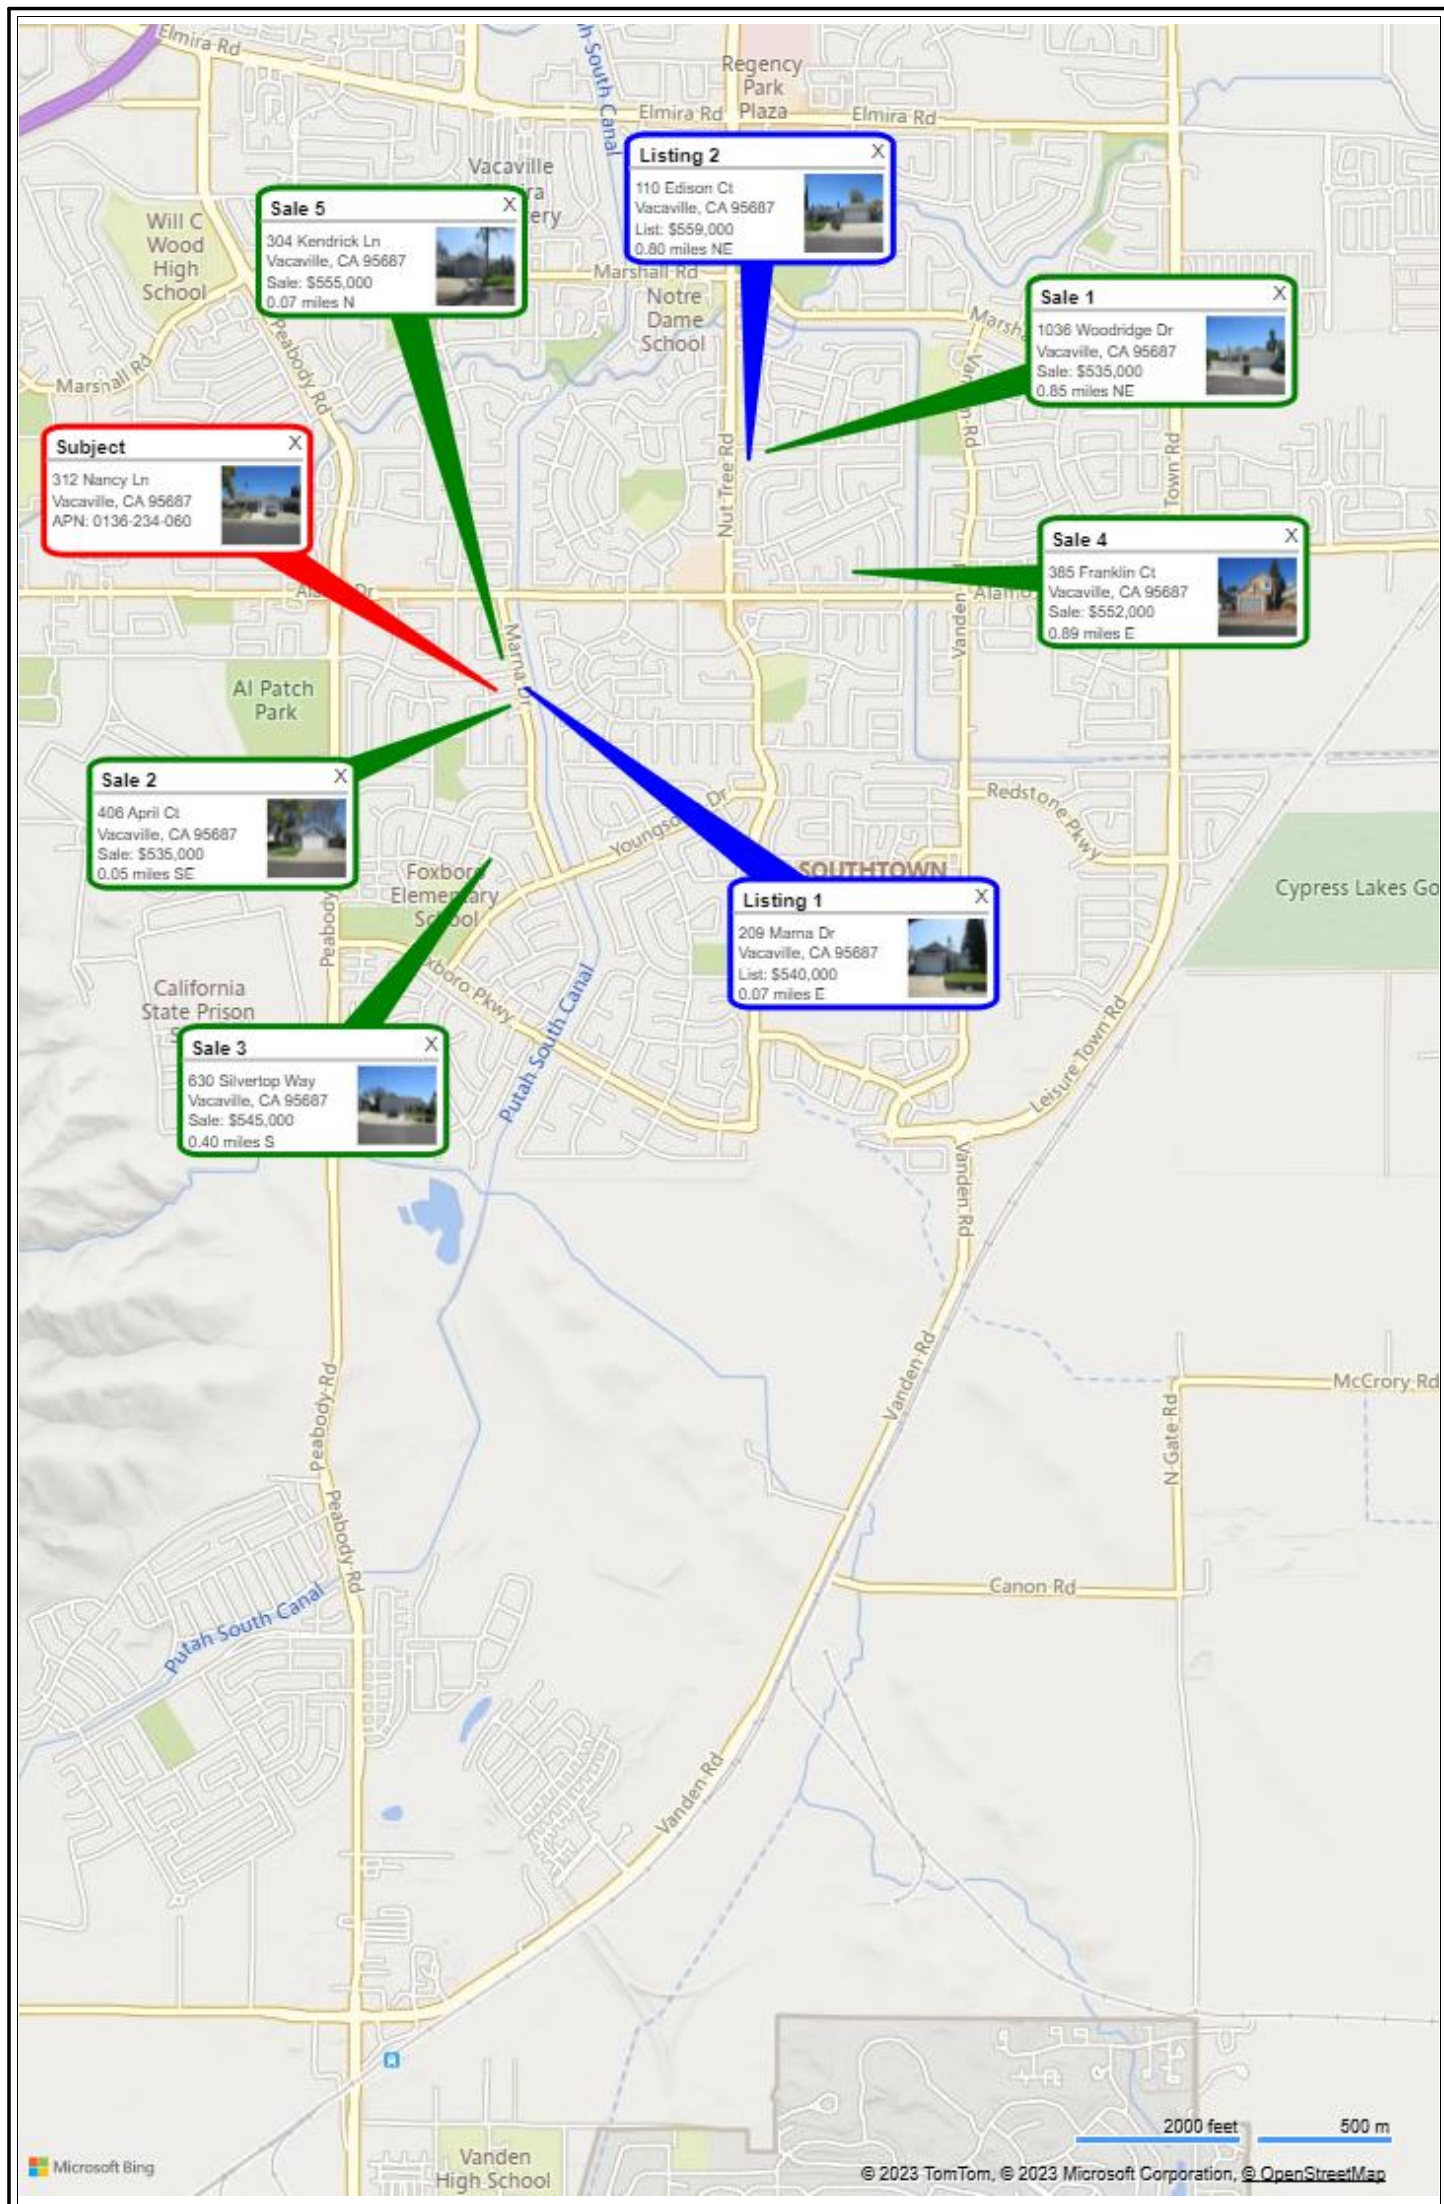 Elmira Rd
Regency
Park
Plaza
Elmira Rd
Elmira Rd
Vacaville
Will C
Wood
High
School
Sale 5 X
304 Kendrick Ln
Vacaville, CA 95687
Sale: $555,000
0.07 miles N
Listing 2 X
110 Edison Ct
Vacaville, CA 95687
List: $559,000
0.80 miles NE
Marshall Rd
Notre
Dame
School
Sale 1 X
1036 Woodridge Dr
Vacaville, CA 95687
Sale: $535,000
0.85 miles NE
Marshall Rd
Peabody Rd
Subject X
312 Nancy Ln
Vacaville, CA 95687
APN: 0136-234-060
Nut Tree Rd
Town Rd
Sale 4 X
385 Franklin Ct
Vacaville, CA 95687
Sale: $552,000
0.89 miles E
Marna Dr
Al Patch
Park
Sale 2 X
406 April Ct
Vacaville, CA 95687
Sale: $535,000
0.05 miles SE
Redstone Pkwy
Foxboro
Elementary
School
SOUTHTOWN
Cypress Lakes Go
Listing 1 X
209 Marna Dr
Vacaville, CA 95687
List: $540,000
0.07 miles E
Peabody
California
State Prison
Putah South Canal
Leisure Town Rd
Sale 3 X
630 Silvertop Way
Vacaville, CA 95687
Sale: $545,000
0.40 miles S
Vanden Rd
Vanden Rd
McCrory Rd
Peabody Rd
N Gate Rd
Peabody Rd
Canon Rd
Putah South Canal
Vanden Rd
2000 feet 500 m
Vanden
High School
Microsoft Bing
© 2023 TomTom, © 2023 Microsoft Corporation, © OpenStreetMap